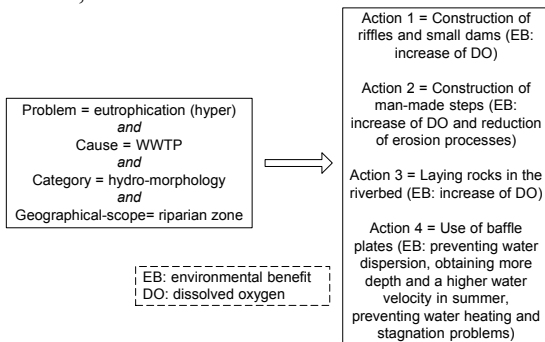 Problem = eutrophication (hyper)
and
Cause = WWTP
and
Category = hydro-morphology
and
Geographical-scope= riparian zone
Action 1 = Construction of
riffles and small dams (EB:
increase of DO)
Action 2 = Construction of
man-made steps (EB:
increase of DO and reduction
of erosion processes)
Action 3 = Laying rocks in the
riverbed (EB: increase of DO)
Action 4 = Use of baffle
plates (EB: preventing water
dispersion, obtaining more
depth and a higher water
velocity in summer,
preventing water heating and
stagnation problems)
EB: environmental benefit
DO: dissolved oxygen